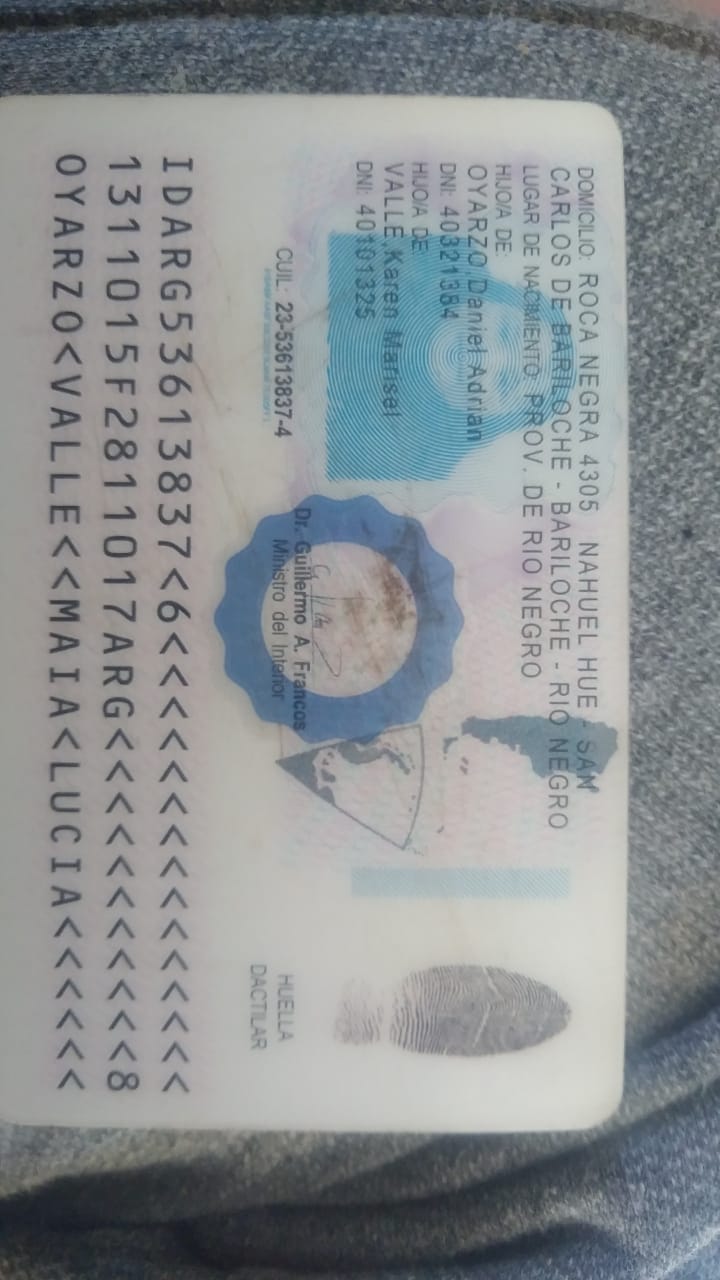 DOMICILIO: ROCA NEGRA 4305 NAHUEL HUE - SAN
CARLOS DE BARILOCHE - BARILOCHE - RIO NEGRO
LUGAR DE NACIMIENTO: PROV. DE RIO NEGRO
HIJO/A DE:
OYARZO,Daniel Adrian
DNI: 40321384
HIJO/A DE:
VALLE,Karen Marisel
DNI: 40101325
CUIL: 23-53613837-4
Dr. Guillermo A. Francos
Ministro del Interior
HUELLA
DACTILAR
IDARG53613837<6<<<<<<<<<<<<<<<
1311015F2811017ARG<<<<<<<<<<<8
OYARZO<VALLE<<MAIA<LUCIA<<<<<<